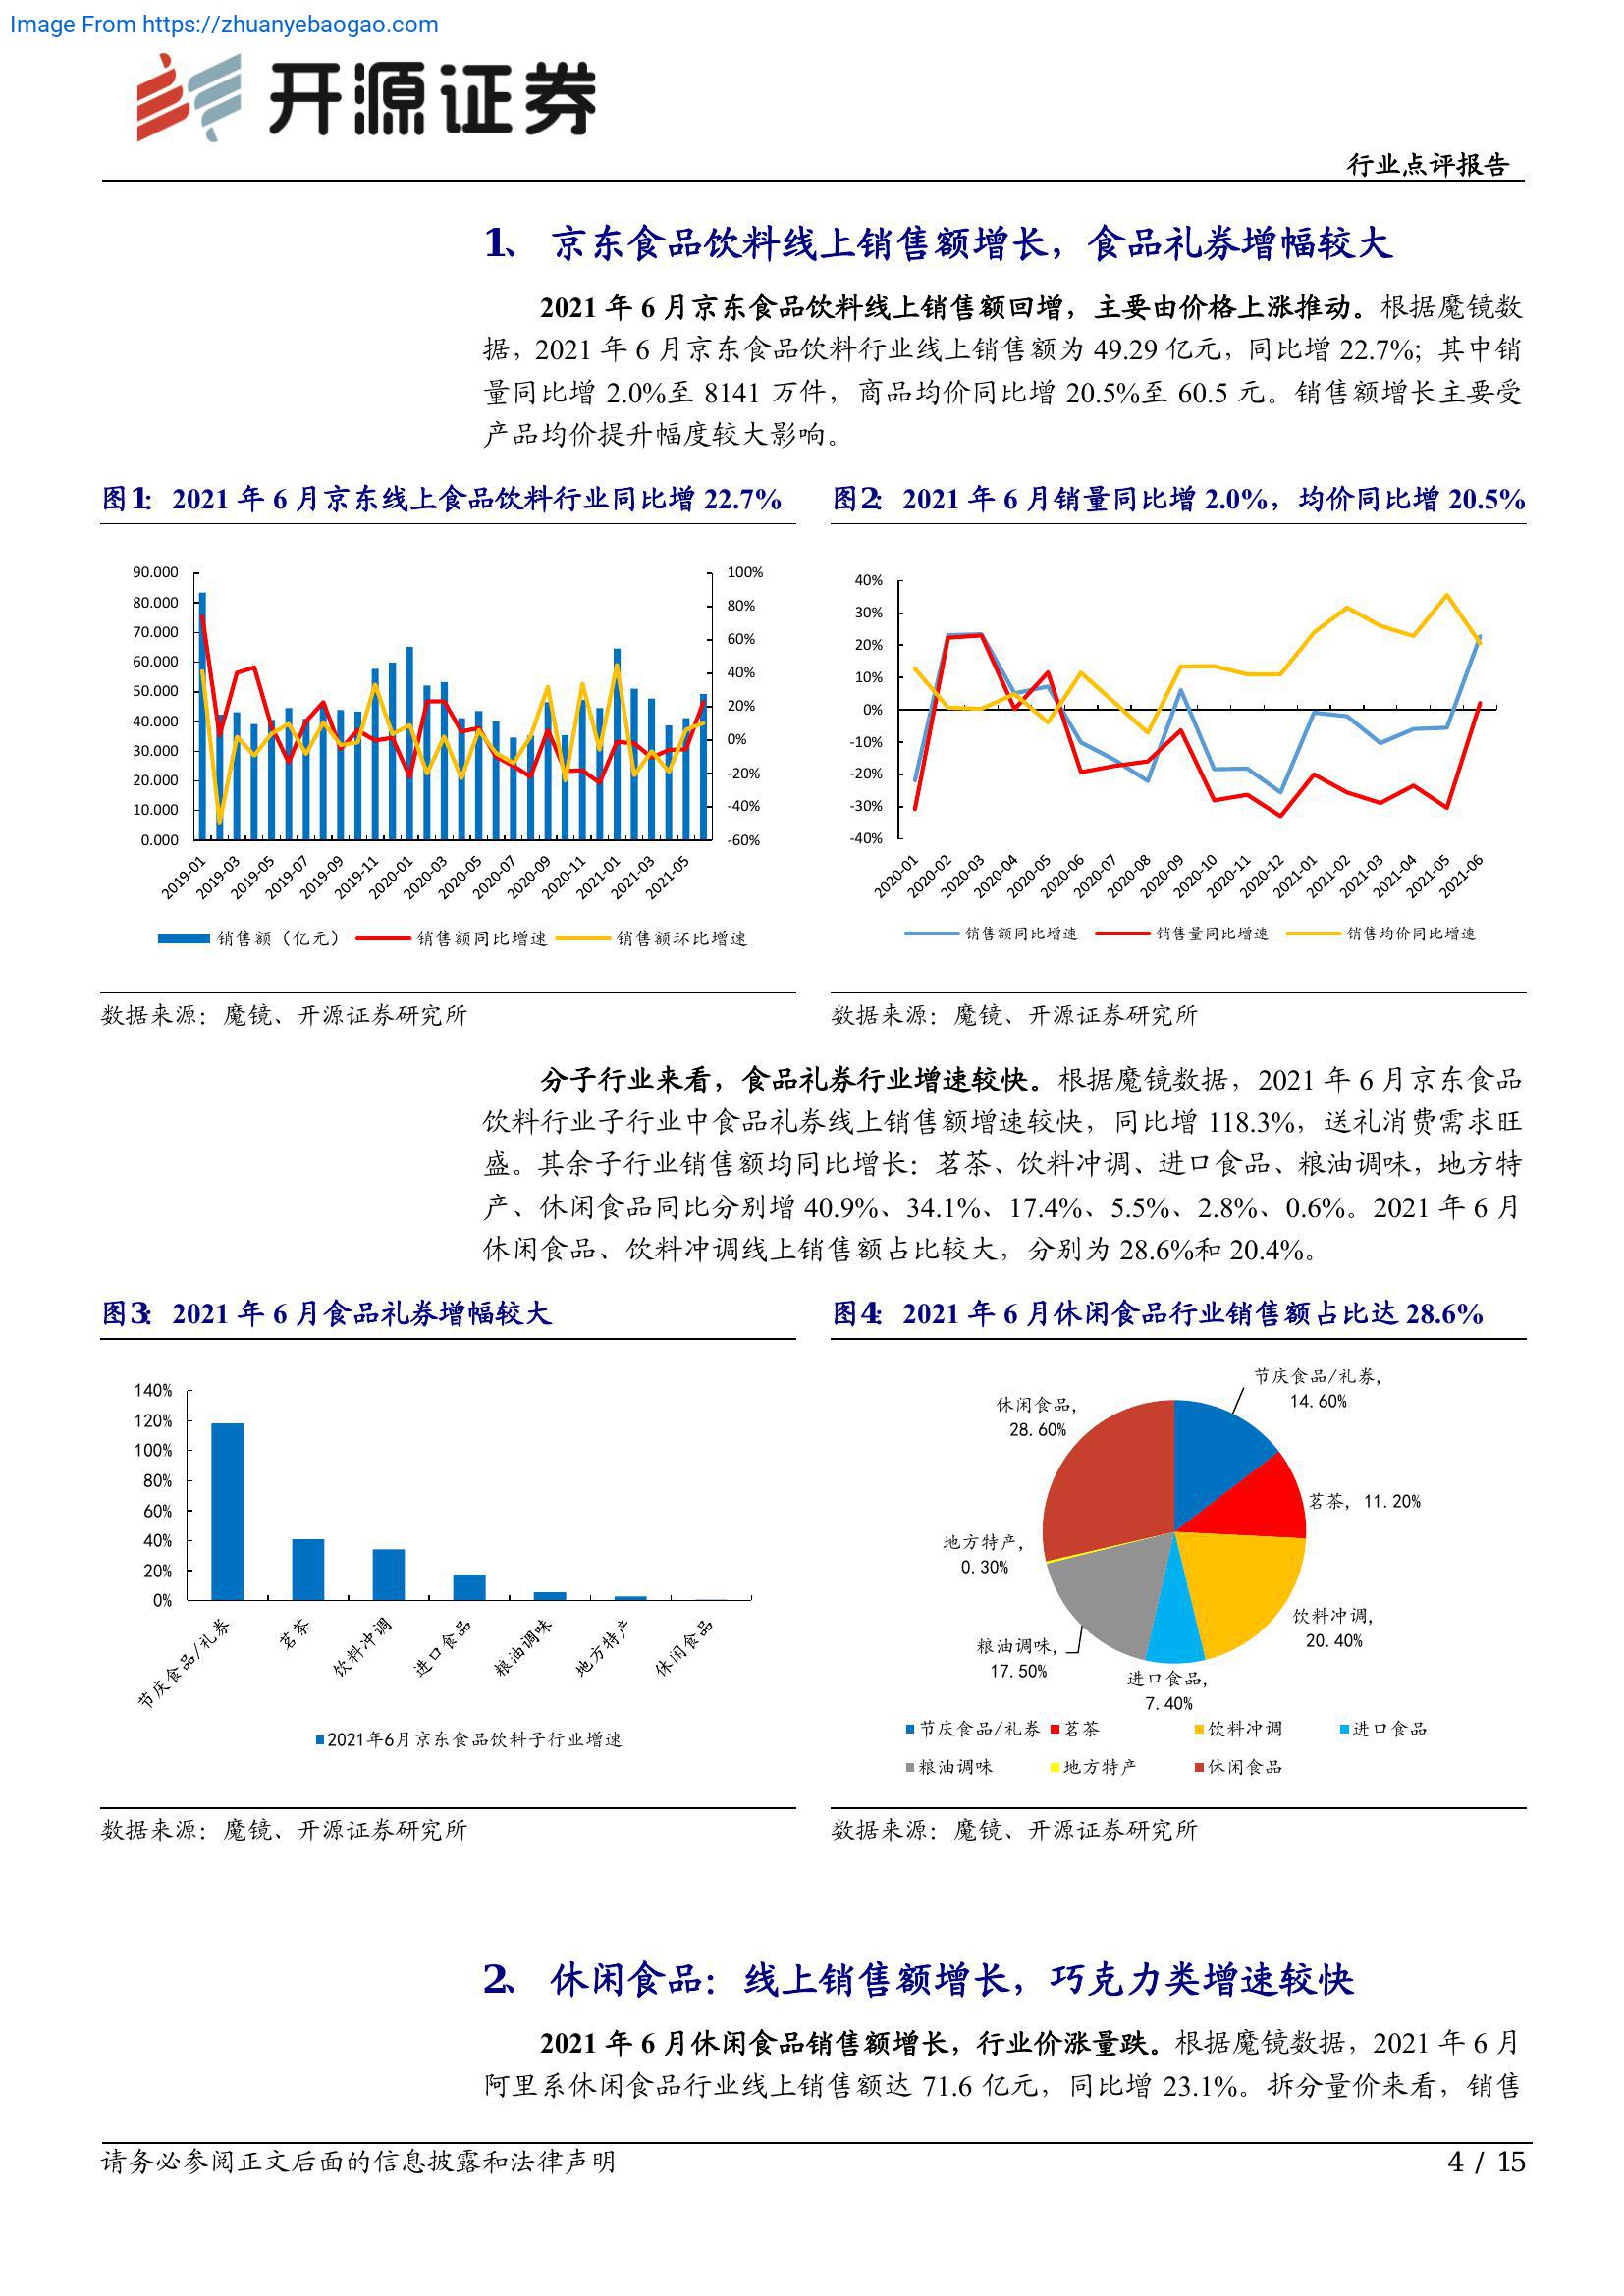 Image From https://zhuanyebaogao.com
开源证券
行业点评报告
1、 京东食品饮料线上销售额增长，食品礼券增幅较大
2021 年 6 月京东食品饮料线上销售额回增，主要由价格上涨推动。根据魔镜数
据，2021 年 6 月京东食品饮料行业线上销售额为 49.29 亿元，同比增 22.7%；其中销
量同比增 2.0%至 8141 万件，商品均价同比增 20.5%至 60.5 元。销售额增长主要受
产品均价提升幅度较大影响。
图1： 2021 年 6 月京东线上食品饮料行业同比增 22.7%
90.000
80.000
70.000
60.000
50.000
40.000
30.000
20.000
10.000
0.000
100%
80%
60%
40%
20%
0%
-20%
-40%
-60%
2019-01
2019-03
2019-05
2019-07
2019-09
2019-11
2020-01
2020-03
2020-05
2020-07
2020-09
2020-11
2021-01
2021-03
2021-05
销售额（亿元） 销售额同比增速 销售额环比增速
数据来源：魔镜、开源证券研究所
图2： 2021 年 6 月销量同比增 2.0%，均价同比增 20.5%
40%
30%
20%
10%
0%
-10%
-20%
-30%
-40%
2020-01
2020-02
2020-03
2020-04
2020-05
2020-06
2020-07
2020-08
2020-09
2020-10
2020-11
2020-12
2021-01
2021-02
2021-03
2021-04
2021-05
2021-06
销售额同比增速 销售量同比增速 销售均价同比增速
数据来源：魔镜、开源证券研究所
分子行业来看，食品礼券行业增速较快。根据魔镜数据，2021 年 6 月京东食品
饮料行业子行业中食品礼券线上销售额增速较快，同比增 118.3%，送礼消费需求旺
盛。其余子行业销售额均同比增长：茗茶、饮料冲调、进口食品、粮油调味，地方特
产、休闲食品同比分别增 40.9%、34.1%、17.4%、5.5%、2.8%、0.6%。2021 年 6 月
休闲食品、饮料冲调线上销售额占比较大，分别为 28.6%和 20.4%。
图3： 2021 年 6 月食品礼券增幅较大
140%
120%
100%
80%
60%
40%
20%
0%
节庆食品/礼券
茗茶
饮料冲调
进口食品
粮油调味
地方特产
休闲食品
2021年6月京东食品饮料子行业增速
数据来源：魔镜、开源证券研究所
图4： 2021 年 6 月休闲食品行业销售额占比达 28.6%
节庆食品/礼券,
14.60%
茗茶, 11.20%
饮料冲调,
20.40%
进口食品,
7.40%
粮油调味,
17.50%
地方特产,
0.30%
休闲食品,
28.60%
节庆食品/礼券 茗茶 饮料冲调 进口食品
粮油调味 地方特产 休闲食品
数据来源：魔镜、开源证券研究所
2、 休闲食品：线上销售额增长，巧克力类增速较快
2021 年 6 月休闲食品销售额增长，行业价涨量跌。根据魔镜数据，2021 年 6 月
阿里系休闲食品行业线上销售额达 71.6 亿元，同比增 23.1%。拆分量价来看，销售
请务必参阅正文后面的信息披露和法律声明
4 / 15